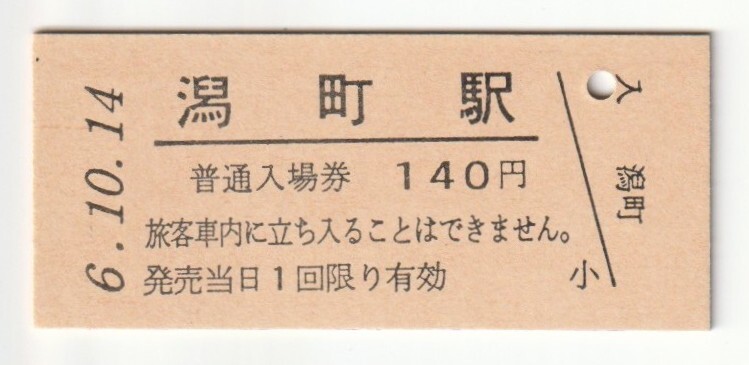 6.10.14
潟町駅
普通入場券 140円
旅客車内に立ち入ることはできません。
発売当日1回限り有効
小
入 潟町